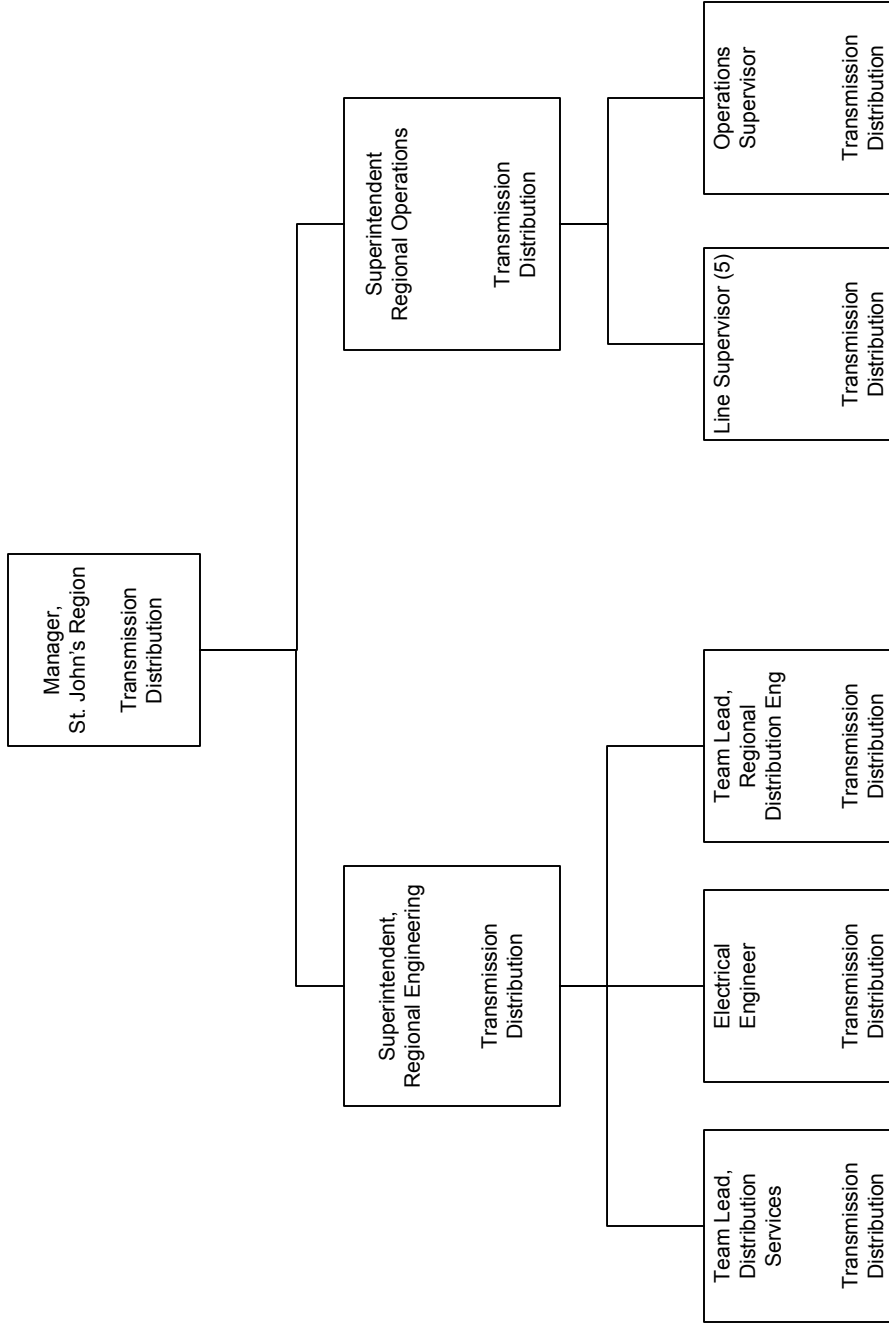 Manager,
St. John's Region
Transmission
Distribution
Superintendent,
Regional Engineering
Transmission
Distribution
Superintendent
Regional Operations
Transmission
Distribution
Team Lead,
Distribution
Services
Transmission
Distribution
Electrical
Engineer
Transmission
Distribution
Team Lead,
Regional
Distribution Eng
Transmission
Distribution
Line Supervisor (5)
Transmission
Distribution
Operations
Supervisor
Transmission
Distribution